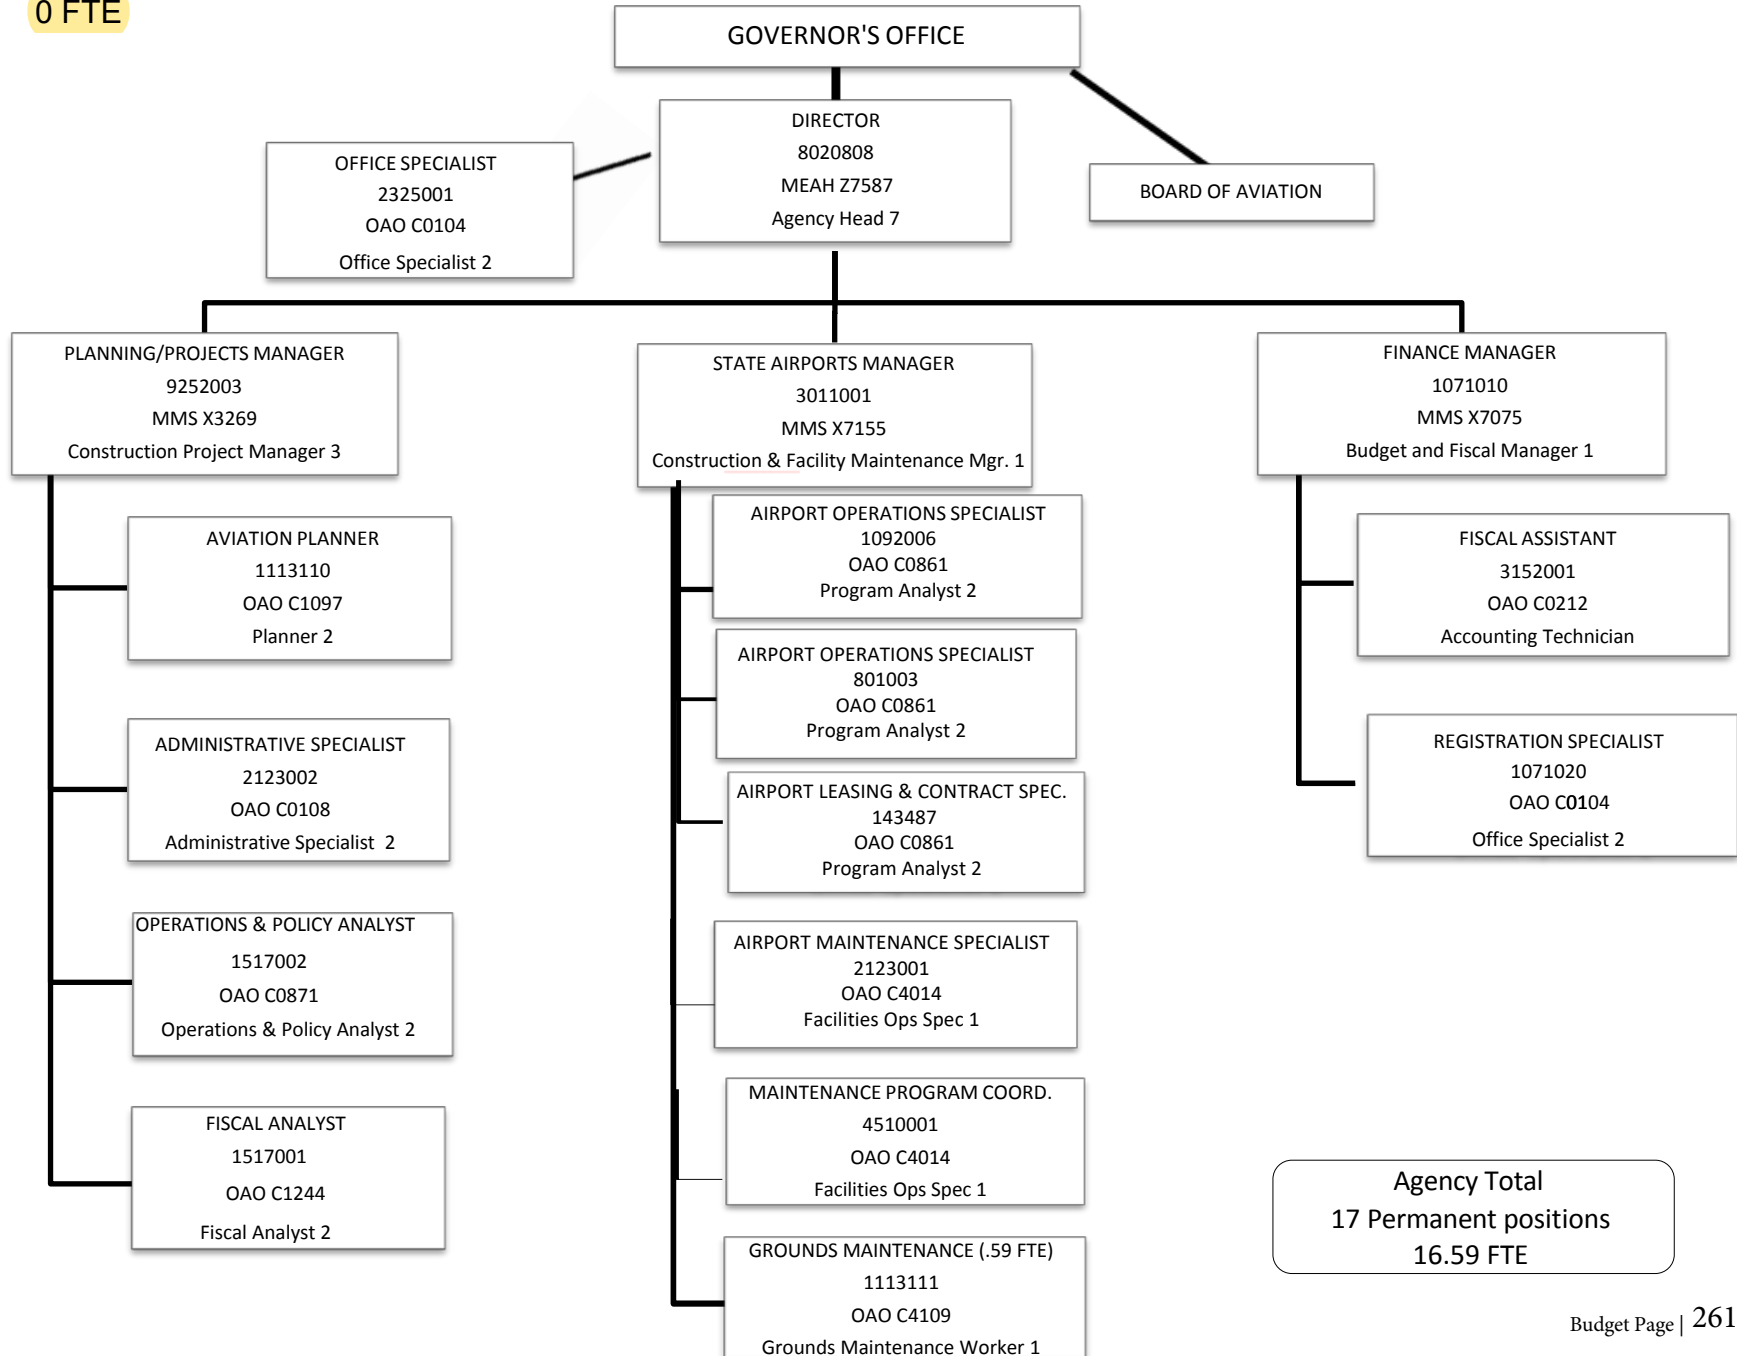 0 FTE
GOVERNOR'S OFFICE
DIRECTOR
8020808
MEAH Z7587
Agency Head 7
OFFICE SPECIALIST
2325001
OAO C0104
Office Specialist 2
BOARD OF AVIATION
PLANNING/PROJECTS MANAGER
9252003
MMS X3269
Construction Project Manager 3
AVIATION PLANNER
1113110
OAO C1097
Planner 2
ADMINISTRATIVE SPECIALIST
2123002
OAO C0108
Administrative Specialist 2
OPERATIONS & POLICY ANALYST
1517002
OAO C0871
Operations & Policy Analyst 2
FISCAL ANALYST
1517001
OAO C1244
Fiscal Analyst 2
STATE AIRPORTS MANAGER
3011001
MMS X7155
Construction & Facility Maintenance Mgr. 1
AIRPORT OPERATIONS SPECIALIST
1092006
OAO C0861
Program Analyst 2
AIRPORT OPERATIONS SPECIALIST
801003
OAO C0861
Program Analyst 2
AIRPORT LEASING & CONTRACT SPEC.
143487
OAO C0861
Program Analyst 2
AIRPORT MAINTENANCE SPECIALIST
2123001
OAO C4014
Facilities Ops Spec 1
MAINTENANCE PROGRAM COORD.
4510001
OAO C4014
Facilities Ops Spec 1
GROUNDS MAINTENANCE (.59 FTE)
1113111
OAO C4109
Grounds Maintenance Worker 1
FINANCE MANAGER
1071010
MMS X7075
Budget and Fiscal Manager 1
FISCAL ASSISTANT
3152001
OAO C0212
Accounting Technician
REGISTRATION SPECIALIST
1071020
OAO C0104
Office Specialist 2
Agency Total
17 Permanent positions
16.59 FTE
Budget Page | 261